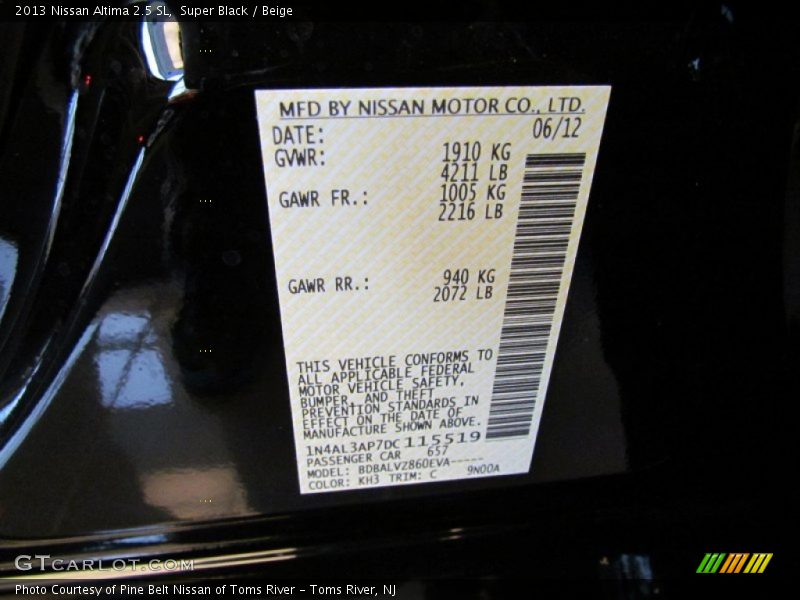 2013 Nissan Altima 2.5 SL,  Super Black / Beige
MFD BY NISSAN MOTOR CO., LTD.
DATE: 06/12
GVWR: 1910 KG
4211 LB
GAWR FR.: 1005 KG
2216 LB
GAWR RR.: 940 KG
2072 LB
THIS VEHICLE CONFORMS TO
ALL APPLICABLE FEDERAL
MOTOR VEHICLE SAFETY,
BUMPER, AND THEFT
PREVENTION STANDARDS IN
EFFECT ON THE DATE OF
MANUFACTURE SHOWN ABOVE.
1N4AL3AP7DC115519
PASSENGER CAR 657
MODEL: BDBALVZ860EVA-----
COLOR: KH3 TRIM: C 9N00A
GTCARLOT.COM
Photo Courtesy of Pine Belt Nissan of Toms River – Toms River, NJ